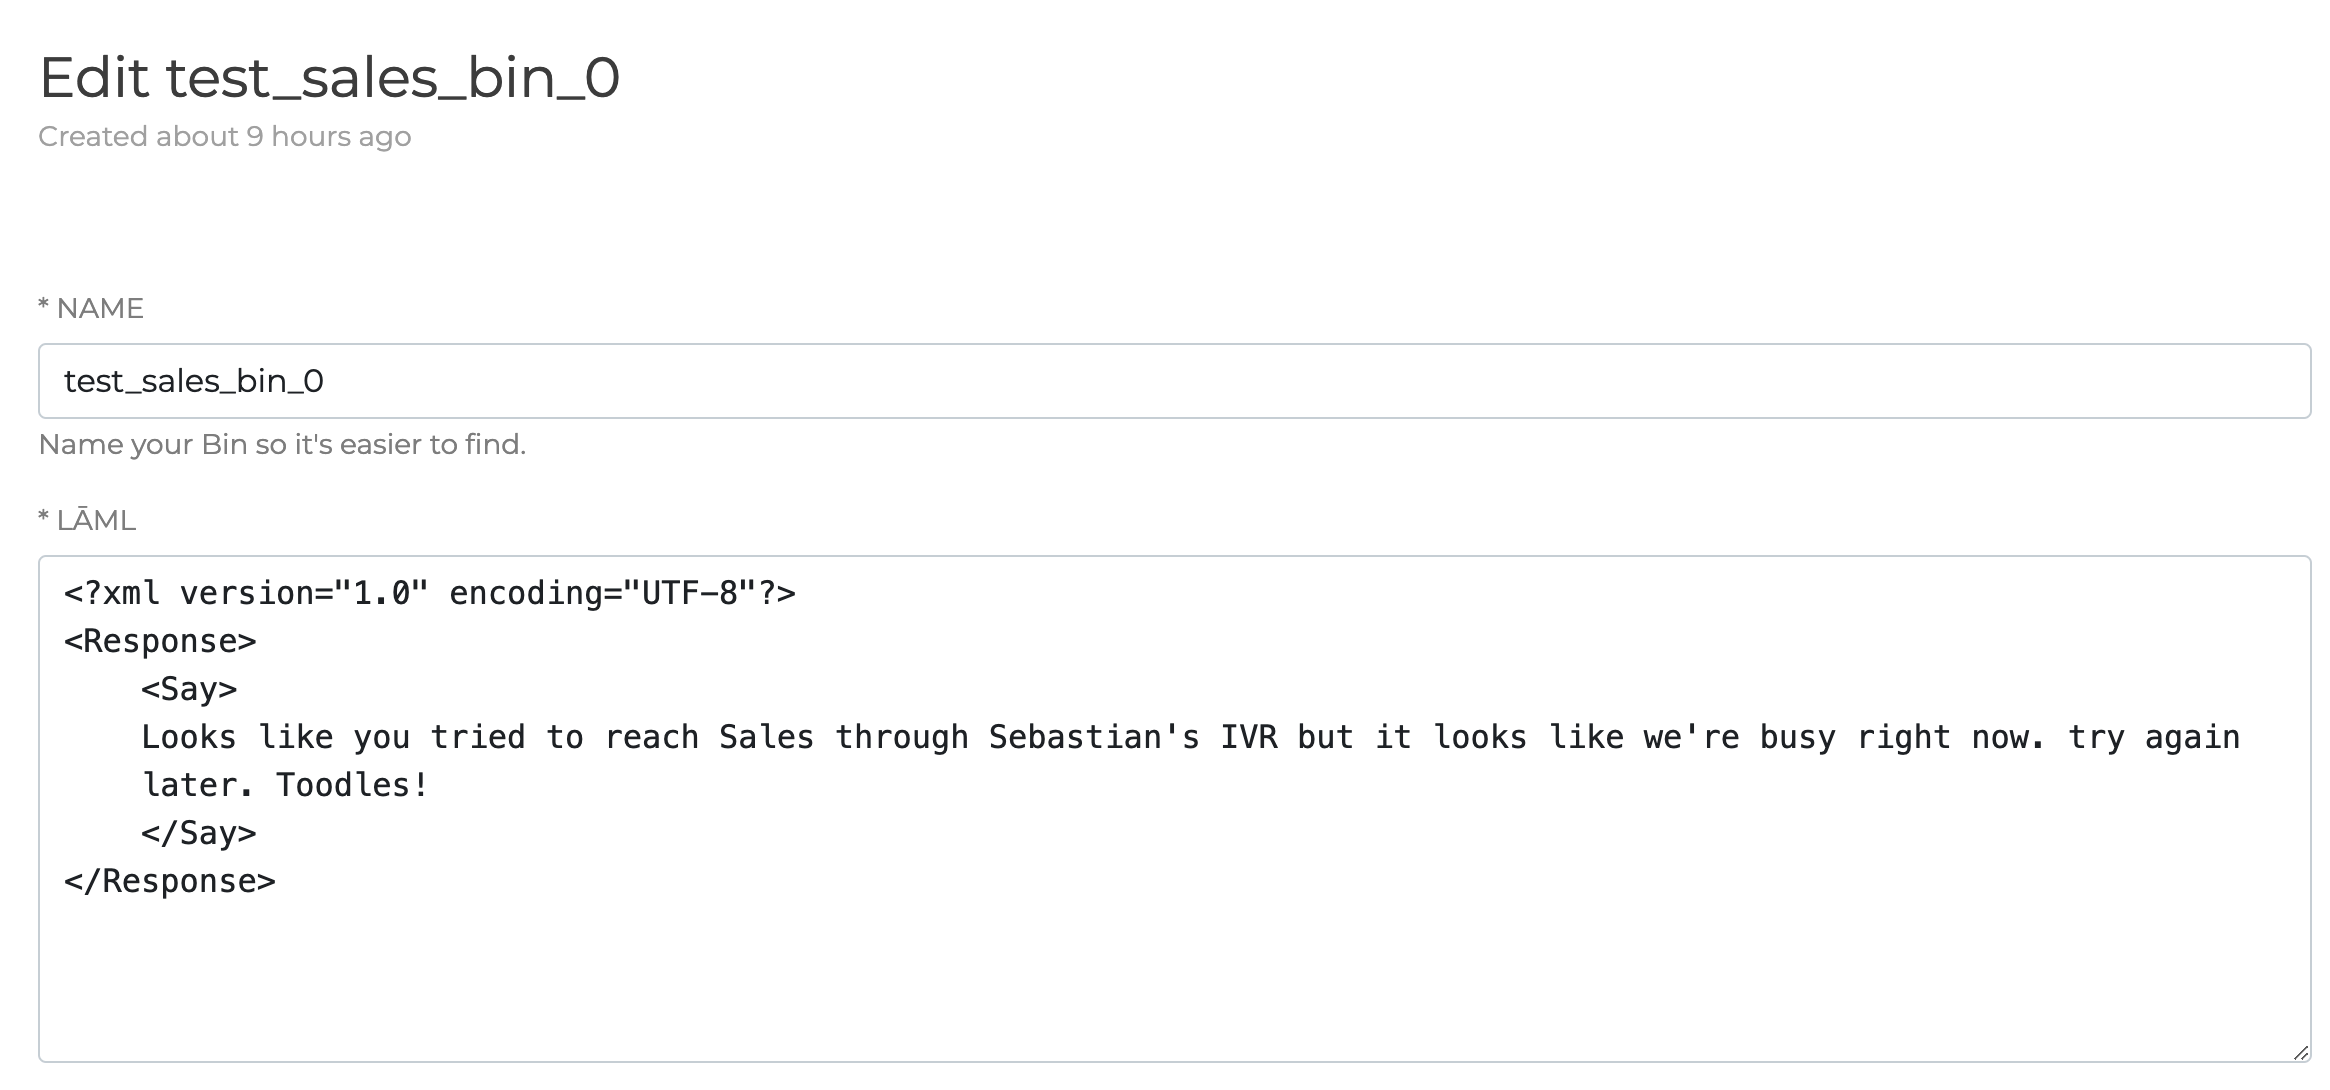 Edit test_sales_bin_0
Created about 9 hours ago
* NAME
test_sales_bin_0
Name your Bin so it's easier to find.
* LĀML
<?xml version="1.0" encoding="UTF-8"?>
<Response>
    <Say>
    Looks like you tried to reach Sales through Sebastian's IVR but it looks like we're busy right now. try again
    later. Toodles!
    </Say>
</Response>